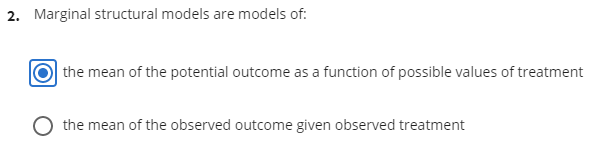 2. Marginal structural models are models of:
the mean of the potential outcome as a function of possible values of treatment
the mean of the observed outcome given observed treatment